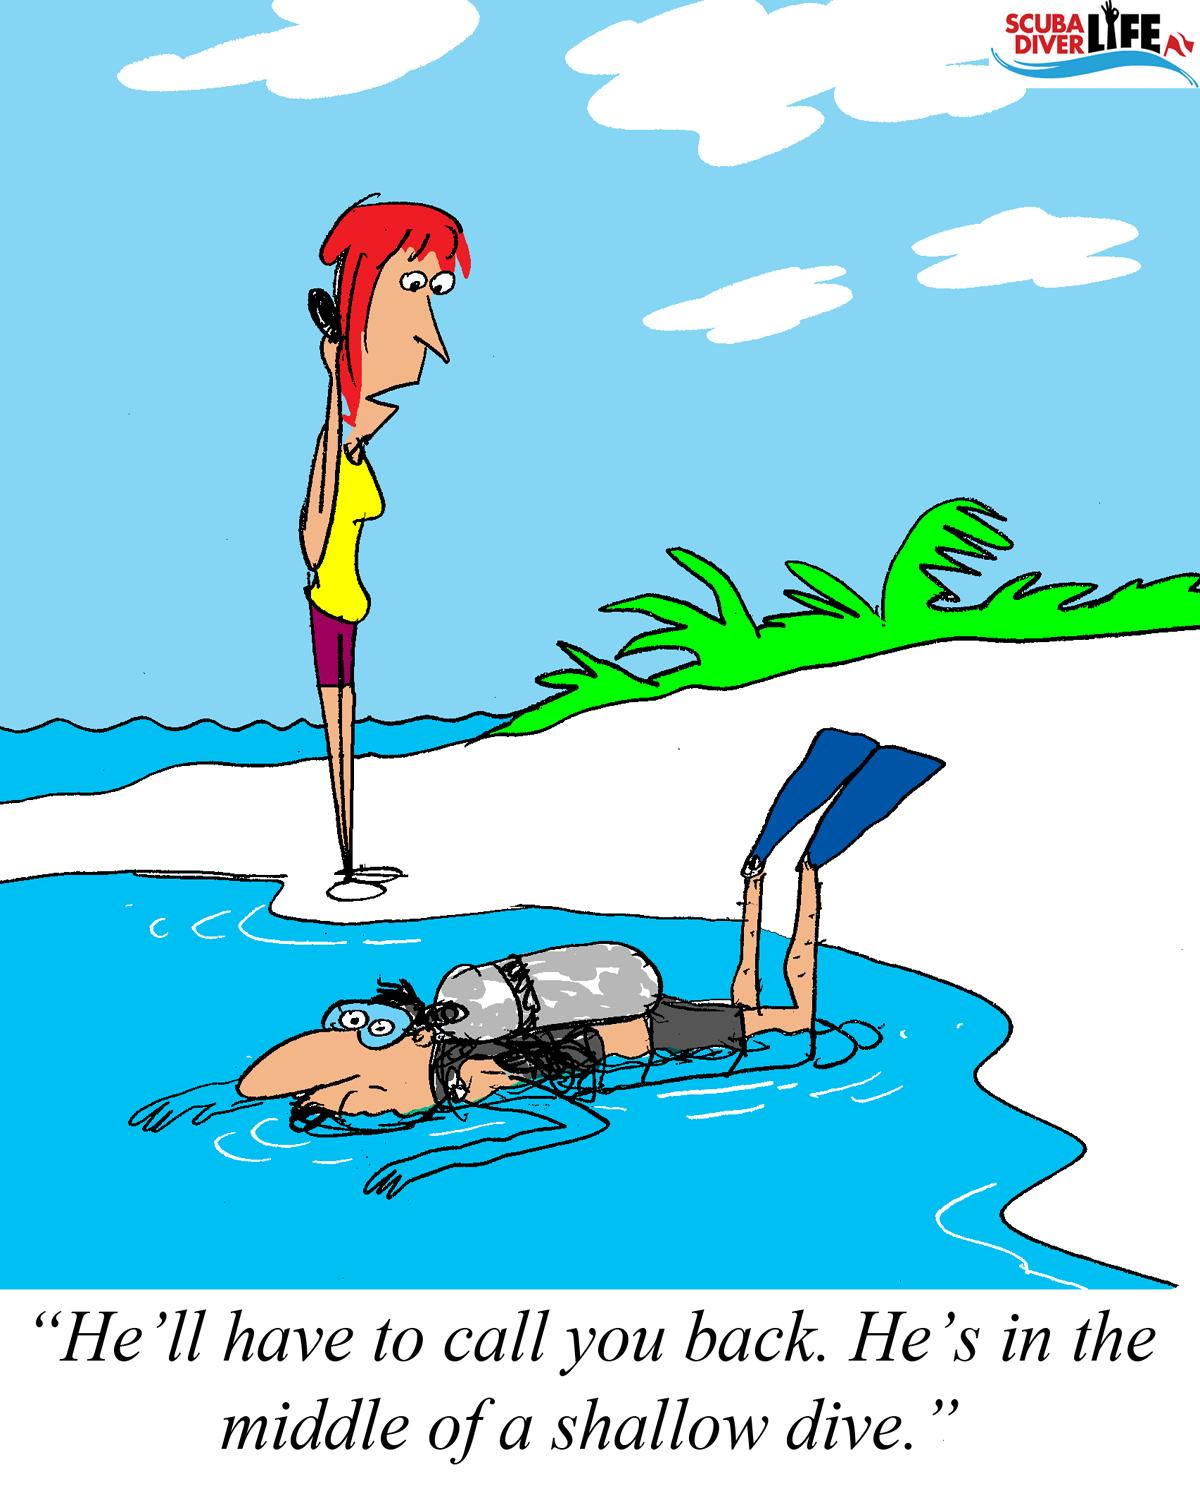 SCUBA
DIVER LIFE
“He’ll have to call you back. He’s in the
middle of a shallow dive.”